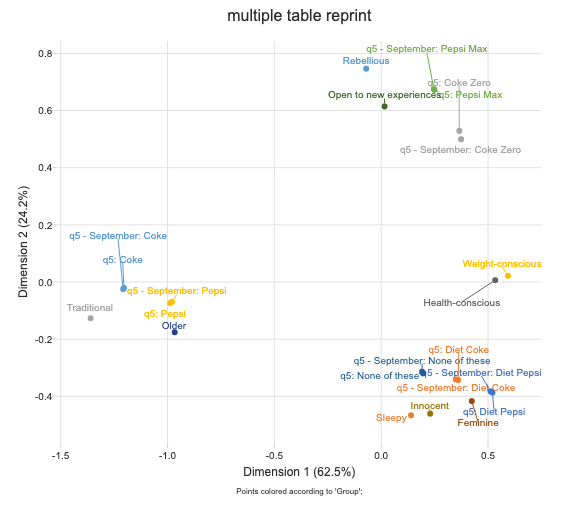 multiple table reprint
q5 - September: Pepsi Max
Rebellious
q5: Coke Zero
Open to new experiences
q5: Pepsi Max
q5 - September: Coke Zero
q5 - September: Coke
q5: Coke
Weight-conscious
q5 - September: Pepsi
Health-conscious
Traditional
q5: Pepsi
Older
q5: Diet Coke
q5 - September: None of these
q5: None of these
q5 - September: Diet Pepsi
q5 - September: Diet Coke
Innocent
q5: Diet Pepsi
Sleepy
Feminine
0.8
0.6
0.4
0.2
0.0
-0.2
-0.4
Dimension 2 (24.2%)
-1.5 -1.0 -0.5 0.0 0.5
Dimension 1 (62.5%)
Points colored according to 'Group';